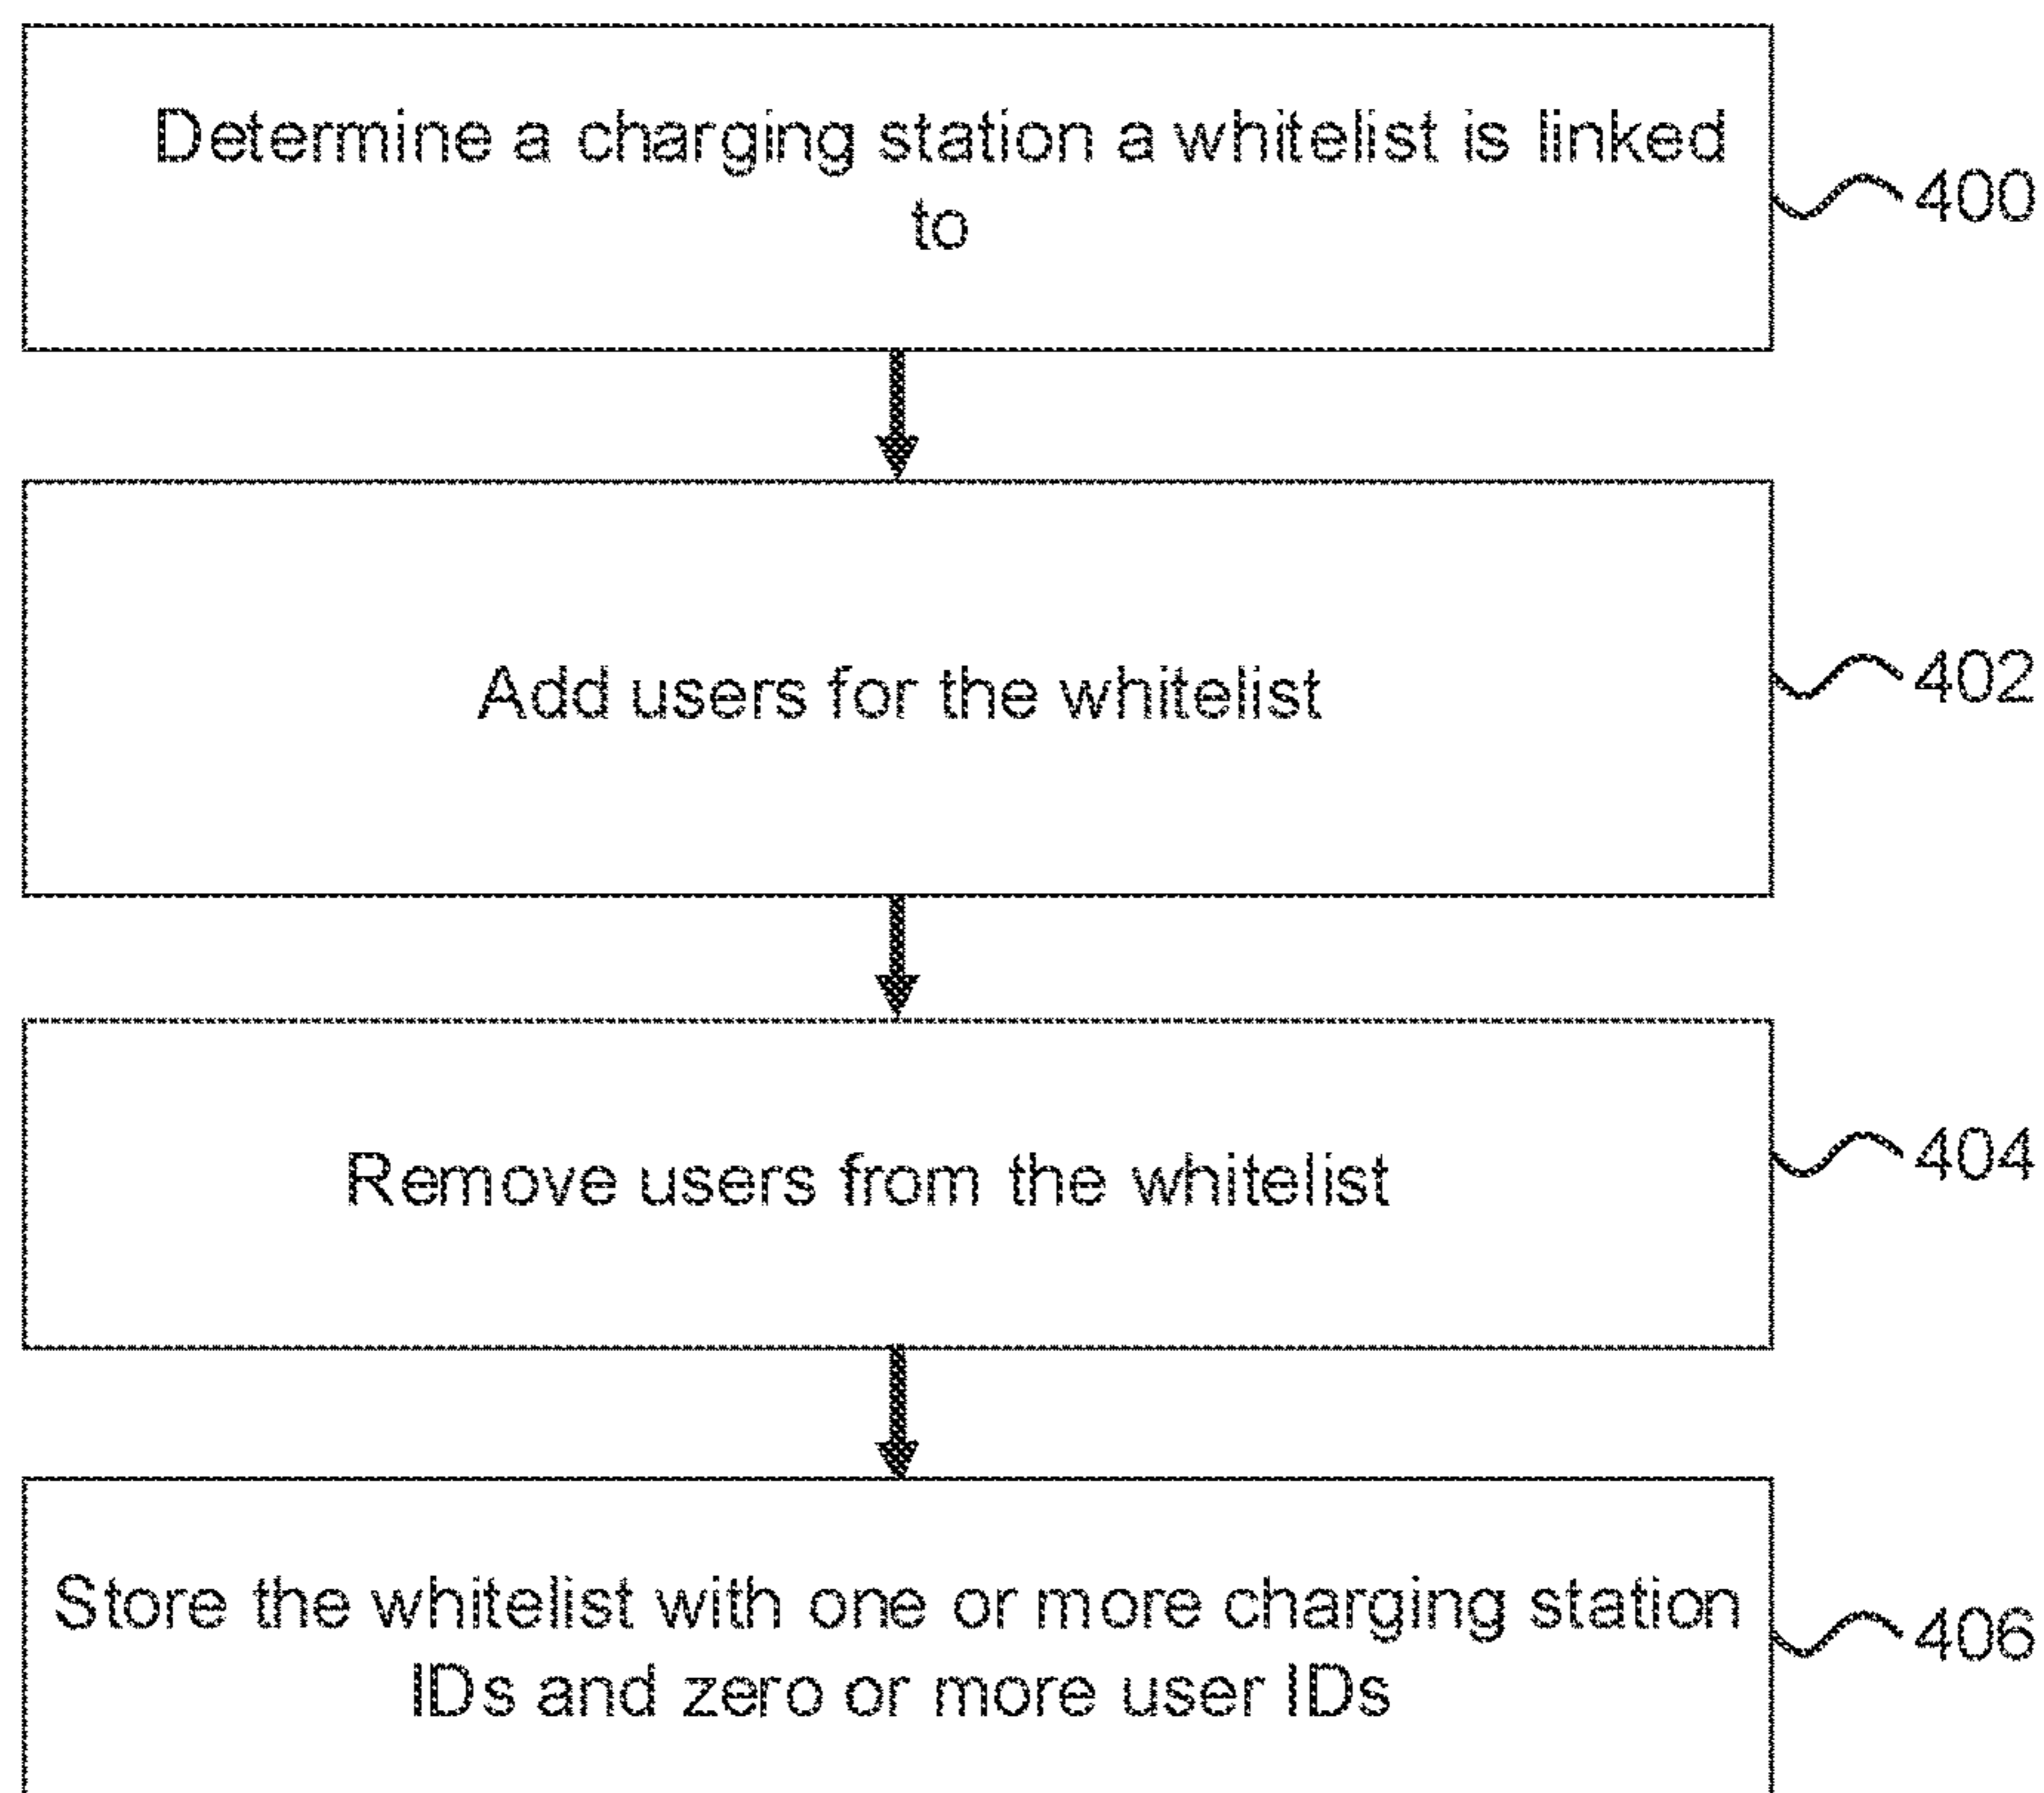 Determine a charging station a whitelist is linked
to
400
Add users for the whitelist
402
Remove users from the whitelist
404
Store the whitelist with one or more charging station
IDs and zero or more user IDs
406